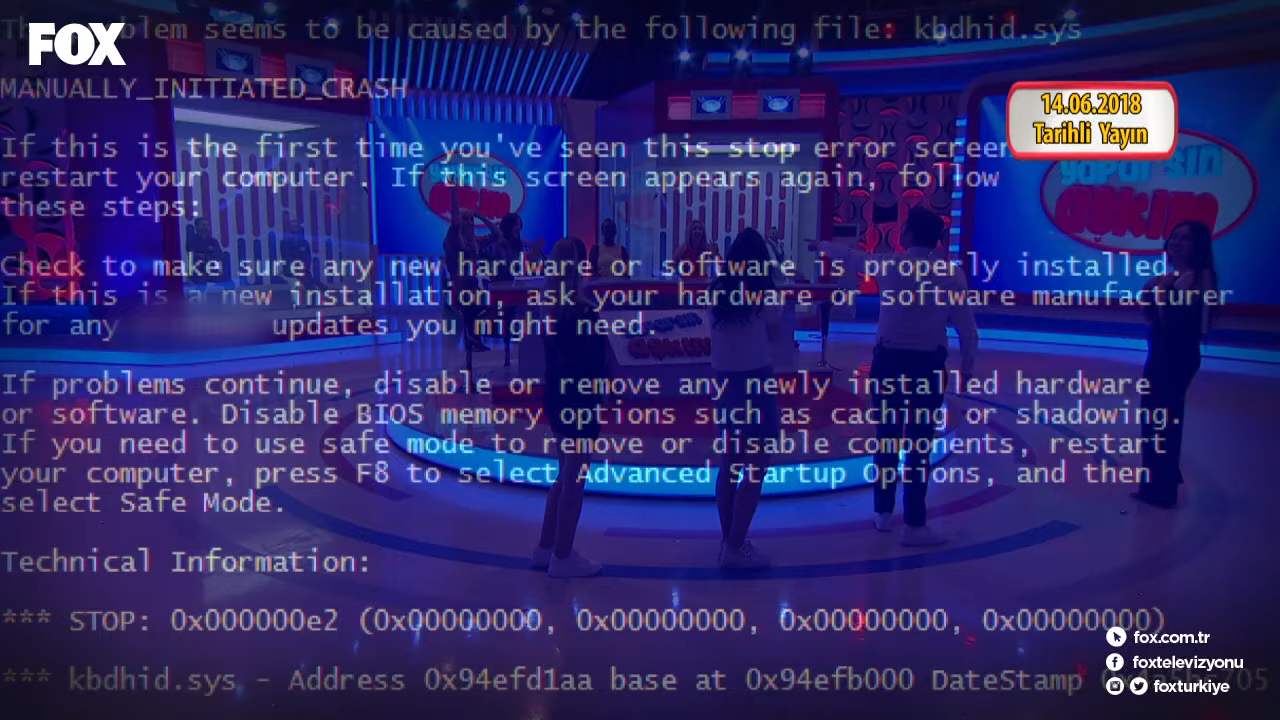 The problem seems to be caused by the following file: kbdhid.sys
FOX
MANUALLY_INITIATED_CRASH
14.06.2018
Tarihli Yayın
If this is the first time you've seen this stop error screen
restart your computer. If this screen appears again, follow
these steps:
yaparsın
aşkım
Check to make sure any new hardware or software is properly installed.
If this is a new installation, ask your hardware or software manufacturer
for any updates you might need.
If problems continue, disable or remove any newly installed hardware
or software. Disable BIOS memory options such as caching or shadowing.
If you need to use safe mode to remove or disable components, restart
your computer, press F8 to select Advanced Startup Options, and then
select Safe Mode.
Technical Information:
*** STOP: 0x000000e2 (0x00000000, 0x00000000, 0x00000000, 0x00000000)
fox.com.tr
foxtelevizyonu
foxturkiye
*** kbdhid.sys - Address 0x94efd1aa base at 0x94efb000 DateStamp